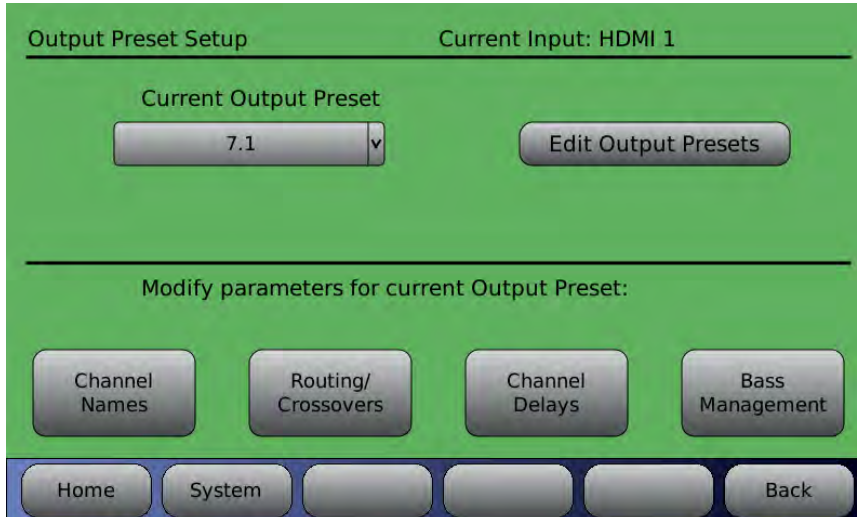 Output Preset Setup
Current Input: HDMI 1
Current Output Preset
7.1
Edit Output Presets
Modify parameters for current Output Preset:
Channel
Names
Routing/
Crossovers
Channel
Delays
Bass
Management
Home
System
Back